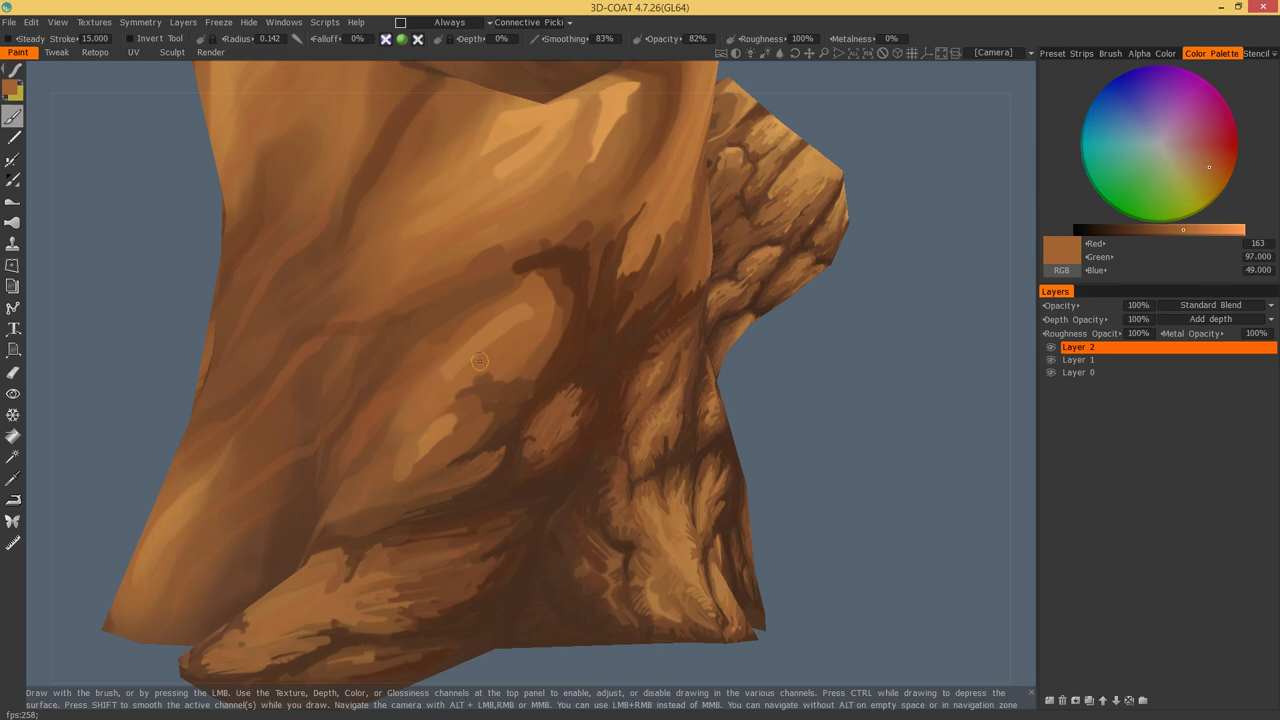 3D-COAT 4.7.26(GL64)
File Edit View Textures Symmetry Layers Freeze Hide Windows Scripts Help Always Connective Picki
Steady Stroke 15.000 Invert Tool Radius 0.142 Falloff 0% Depth 0% Smoothing 83% Opacity 82% Roughness 100% Metalness 0%
Paint Tweak Retopo UV Sculpt Render [Camera]
Preset Strips Brush Alpha Color Color Palette Stencil
Red 163
Green 97.000
RGB Blue 49.000
Layers
Opacity 100% Standard Blend
Depth Opacity 100% Add depth
Roughness Opacit 100% Metal Opacity 100%
Layer 2
Layer 1
Layer 0
Draw with the brush, or by pressing the LMB. Use the Texture, Depth, Color, or Glossiness channels at the top panel to enable, adjust, or disable drawing in the various channels. Press CTRL while drawing to depress the
surface. Press SHIFT to smooth the active channel(s) while you draw. Navigate the camera with ALT + LMB,RMB or MMB. You can use LMB+RMB instead of MMB. You can navigate without ALT on empty space or in navigation zone
fps:258;